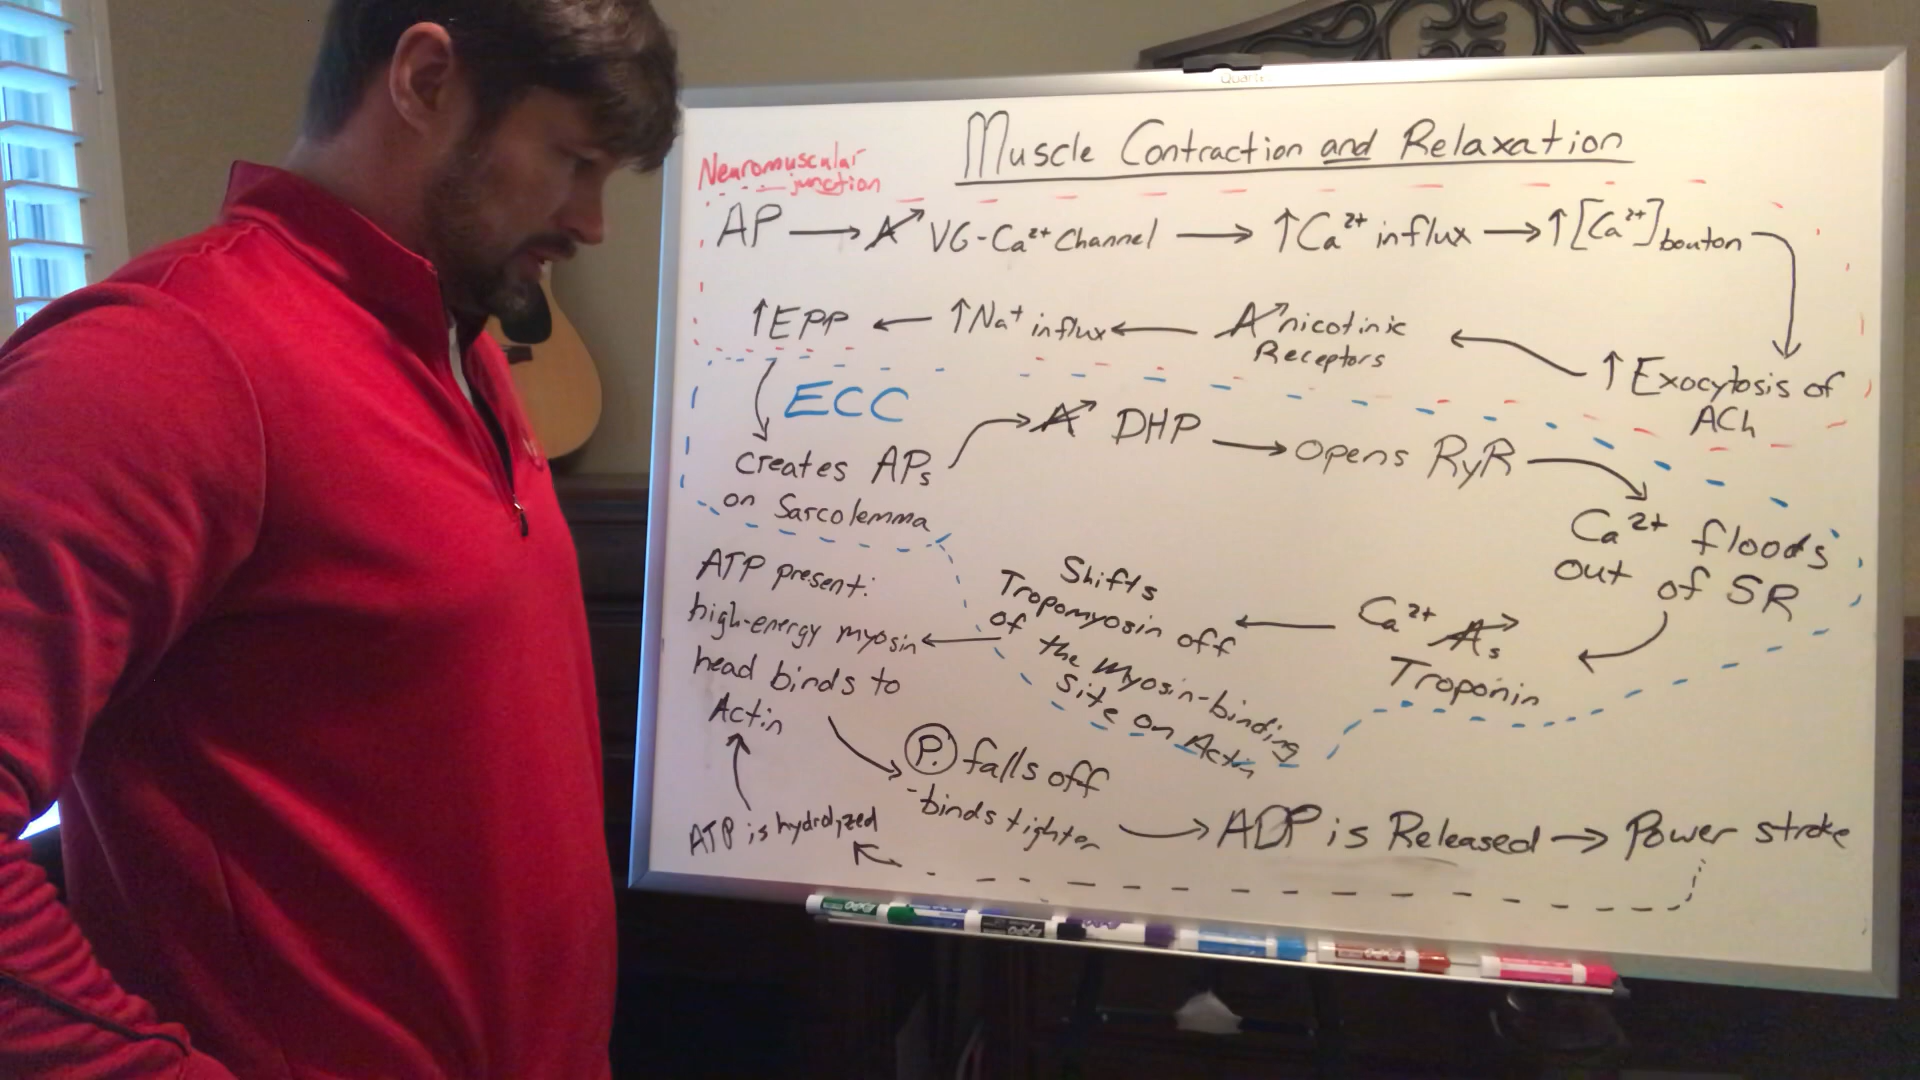 Muscle Contraction and Relaxation
Neuromuscular
junction
AP → A↗ VG-Ca²⁺ Channel → ↑Ca²⁺ influx → ↑[Ca²⁺]bouton
↑ Exocytosis of
ACh
A↗ nicotinic
Receptors
↑Na⁺ influx
↑EPP
ECC
creates APs
on Sarcolemma
A↗ DHP → opens RyR
Ca²⁺ floods
out of SR
Ca²⁺ A↗s
Troponin
Shifts
Tropomyosin off
of the Myosin-binding
Site on Actin
ATP present:
high-energy myosin
head binds to
Actin
Pi falls off
-binds tighter
ADP is Released → Power stroke
ATP is hydrolyzed